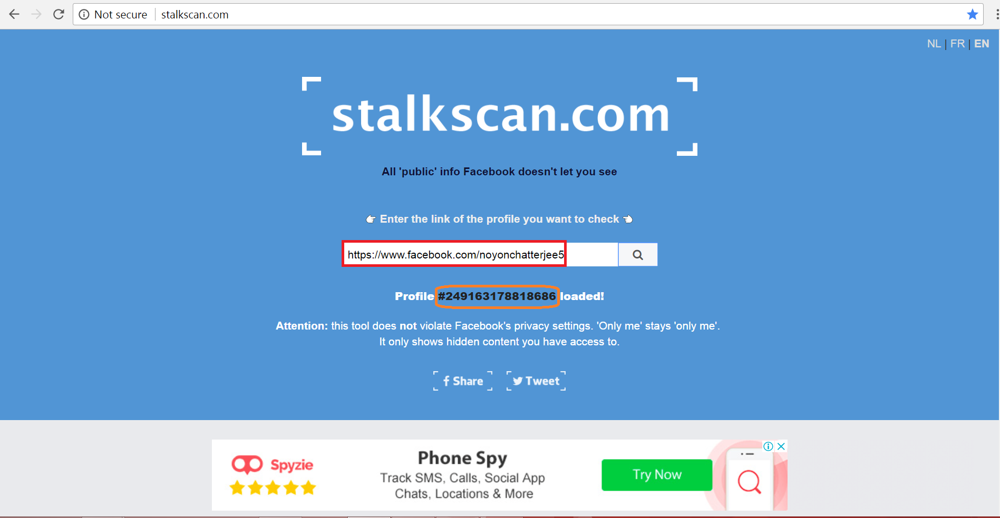 Not secure stalkscan.com
NL | FR | EN
stalkscan.com
All 'public' info Facebook doesn't let you see
Enter the link of the profile you want to check
https://www.facebook.com/noyonchatterjee5
Profile #249163178818686 loaded!
Attention: this tool does not violate Facebook's privacy settings. 'Only me' stays 'only me'.
It only shows hidden content you have access to.
Share Tweet
Spyzie
Phone Spy
Track SMS, Calls, Social App
Chats, Locations & More
Try Now